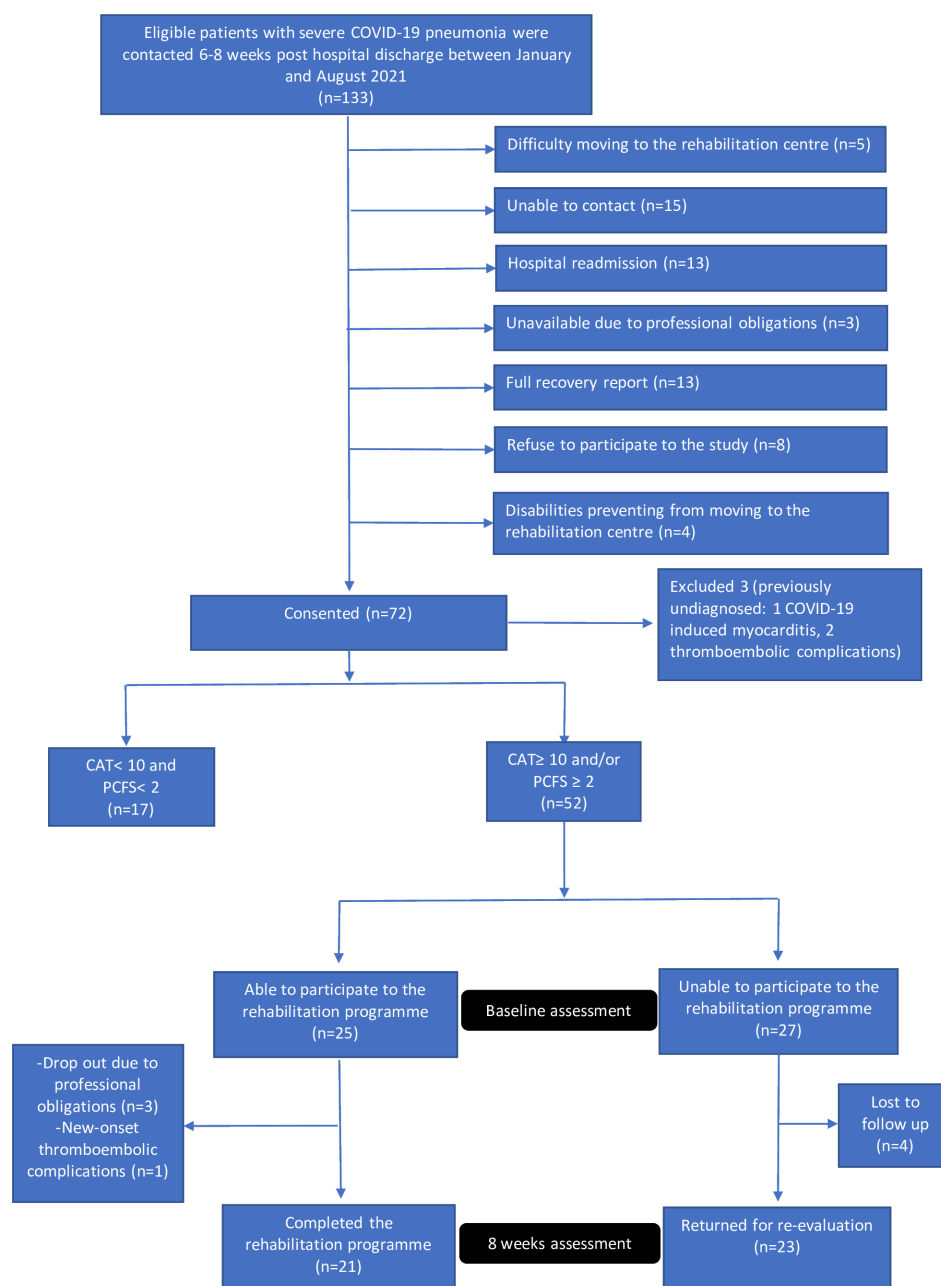 Eligible patients with severe COVID-19 pneumonia were
contacted 6-8 weeks post hospital discharge between January
and August 2021
(n=133)
Difficulty moving to the rehabilitation centre (n=5)
Unable to contact (n=15)
Hospital readmission (n=13)
Unavailable due to professional obligations (n=3)
Full recovery report (n=13)
Refuse to participate to the study (n=8)
Disabilities preventing from moving to the
rehabilitation centre (n=4)
Consented (n=72)
Excluded 3 (previously
undiagnosed: 1 COVID-19
induced myocarditis, 2
thromboembolic complications)
CAT< 10 and
PCFS< 2
(n=17)
CAT≥ 10 and/or
PCFS ≥ 2
(n=52)
Able to participate to the
rehabilitation programme
(n=25)
Baseline assessment
Unable to participate to the
rehabilitation programme
(n=27)
-Drop out due to
professional
obligations (n=3)
-New-onset
thromboembolic
complications (n=1)
Lost to
follow up
(n=4)
Completed the
rehabilitation programme
(n=21)
8 weeks assessment
Returned for re-evaluation
(n=23)